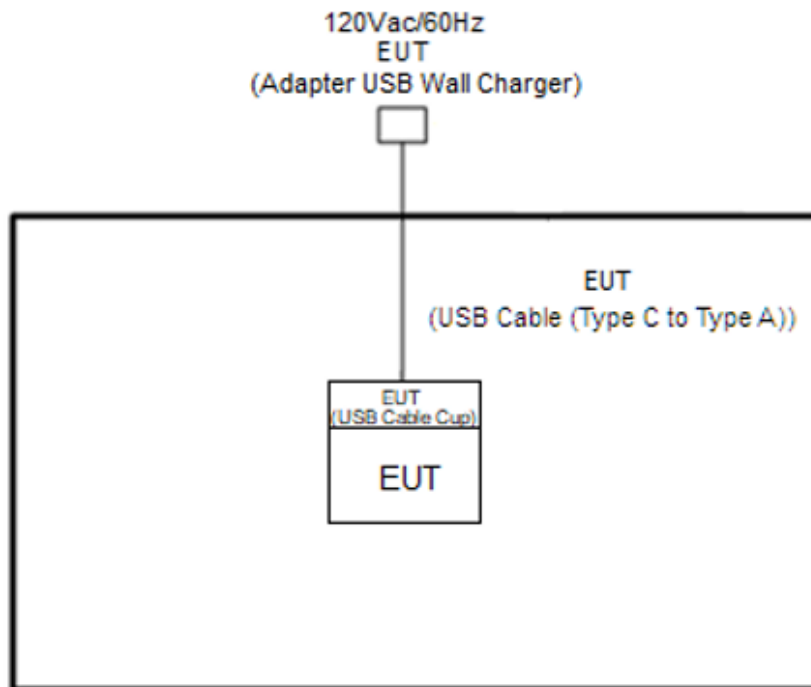 120Vac/60Hz
EUT
(Adapter USB Wall Charger)
EUT
(USB Cable (Type C to Type A))
EUT
(USB Cable Cup)
EUT